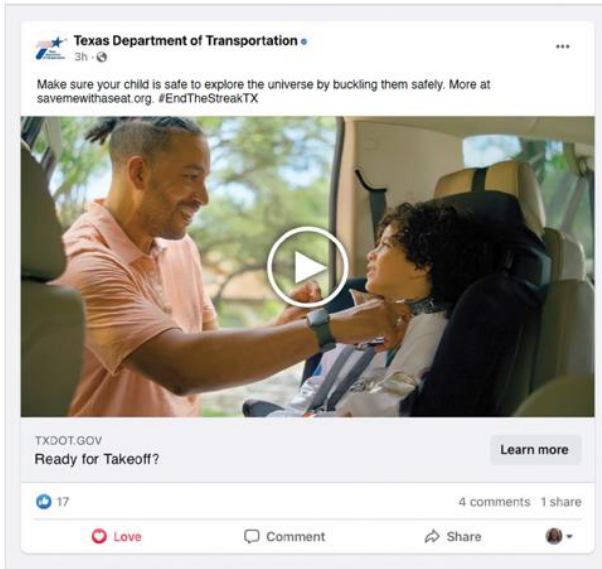 Texas Department of Transportation
3h
Make sure your child is safe to explore the universe by buckling them safely. More at
savemewithaseat.org. #EndTheStreakTX
TXDOT.GOV
Ready for Takeoff?
Learn more
17
4 comments 1 share
Love Comment Share